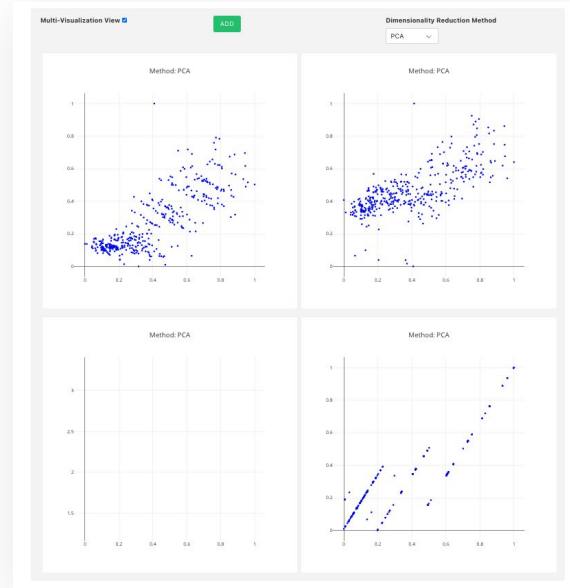 Multi-Visualization View
ADD
Dimensionality Reduction Method
PCA
Method: PCA
1
0.8
0.6
0.4
0.2
0
0 0.2 0.4 0.6 0.8 1
Method: PCA
1
0.8
0.6
0.4
0.2
0
0 0.2 0.4 0.6 0.8 1
Method: PCA
3
2.5
2
1.5
0 0.2 0.4 0.6 0.8 1
Method: PCA
1
0.8
0.6
0.4
0.2
0
0 0.2 0.4 0.6 0.8 1